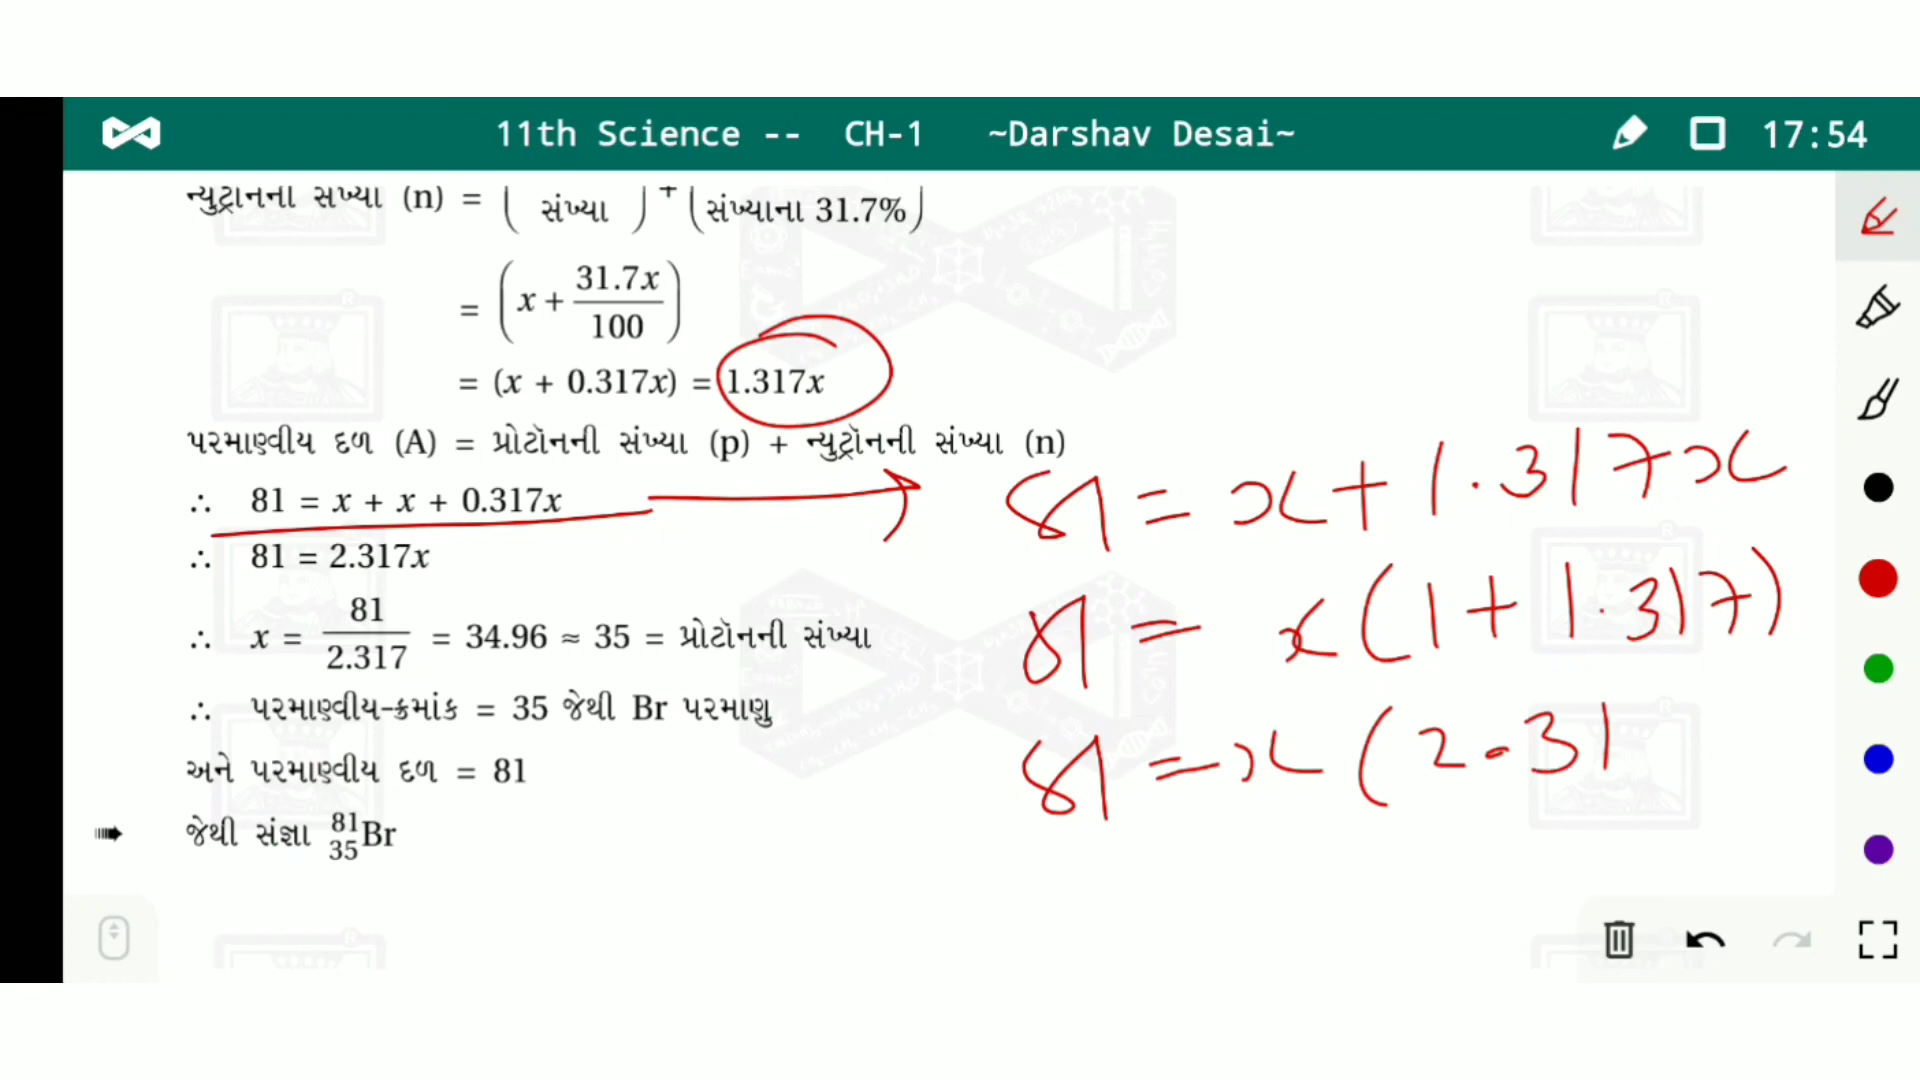 11th Science -- CH-1 ~Darshav Desai~ 17:54
ન્યુટ્રૉનની સંખ્યા (n) = ( સંખ્યા ) + (સંખ્યાના 31.7%)
= (x + 31.7x / 100)
= (x + 0.317x) = 1.317x
પરમાણ્વીય દળ (A) = પ્રોટૉનની સંખ્યા (p) + ન્યુટ્રૉનની સંખ્યા (n)
∴ 81 = x + x + 0.317x
∴ 81 = 2.317x
∴ x = 81 / 2.317 = 34.96 ≈ 35 = પ્રોટૉનની સંખ્યા
∴ પરમાણ્વીય-ક્રમાંક = 35 જેથી Br પરમાણુ
અને પરમાણ્વીય દળ = 81
જેથી સંજ્ઞા ⁸¹₃₅Br
81 = x + 1.317x
81 = x(1 + 1.317)
81 = x(2.31